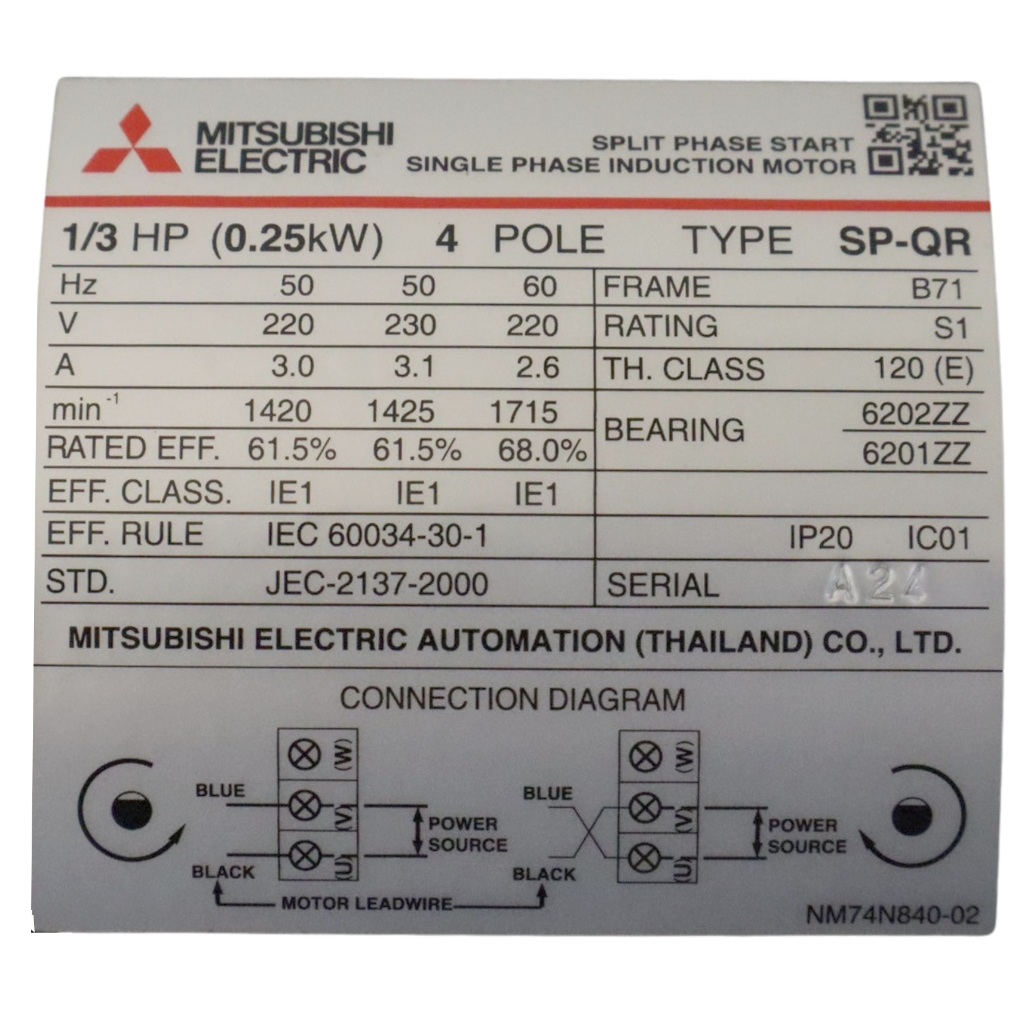 MITSUBISHI
ELECTRIC
SPLIT PHASE START
SINGLE PHASE INDUCTION MOTOR
1/3 HP (0.25kW) 4 POLE TYPE SP-QR
Hz 50 50 60 FRAME B71
V 220 230 220 RATING S1
A 3.0 3.1 2.6 TH. CLASS 120 (E)
min⁻¹ 1420 1425 1715 BEARING 6202ZZ
RATED EFF. 61.5% 61.5% 68.0% 6201ZZ
EFF. CLASS. IE1 IE1 IE1
EFF. RULE IEC 60034-30-1 IP20 IC01
STD. JEC-2137-2000 SERIAL A24
MITSUBISHI ELECTRIC AUTOMATION (THAILAND) CO., LTD.
CONNECTION DIAGRAM
(W) (W)
BLUE (V) BLUE (V)
POWER SOURCE POWER SOURCE
BLACK (U) BLACK (U)
MOTOR LEADWIRE
NM74N840-02